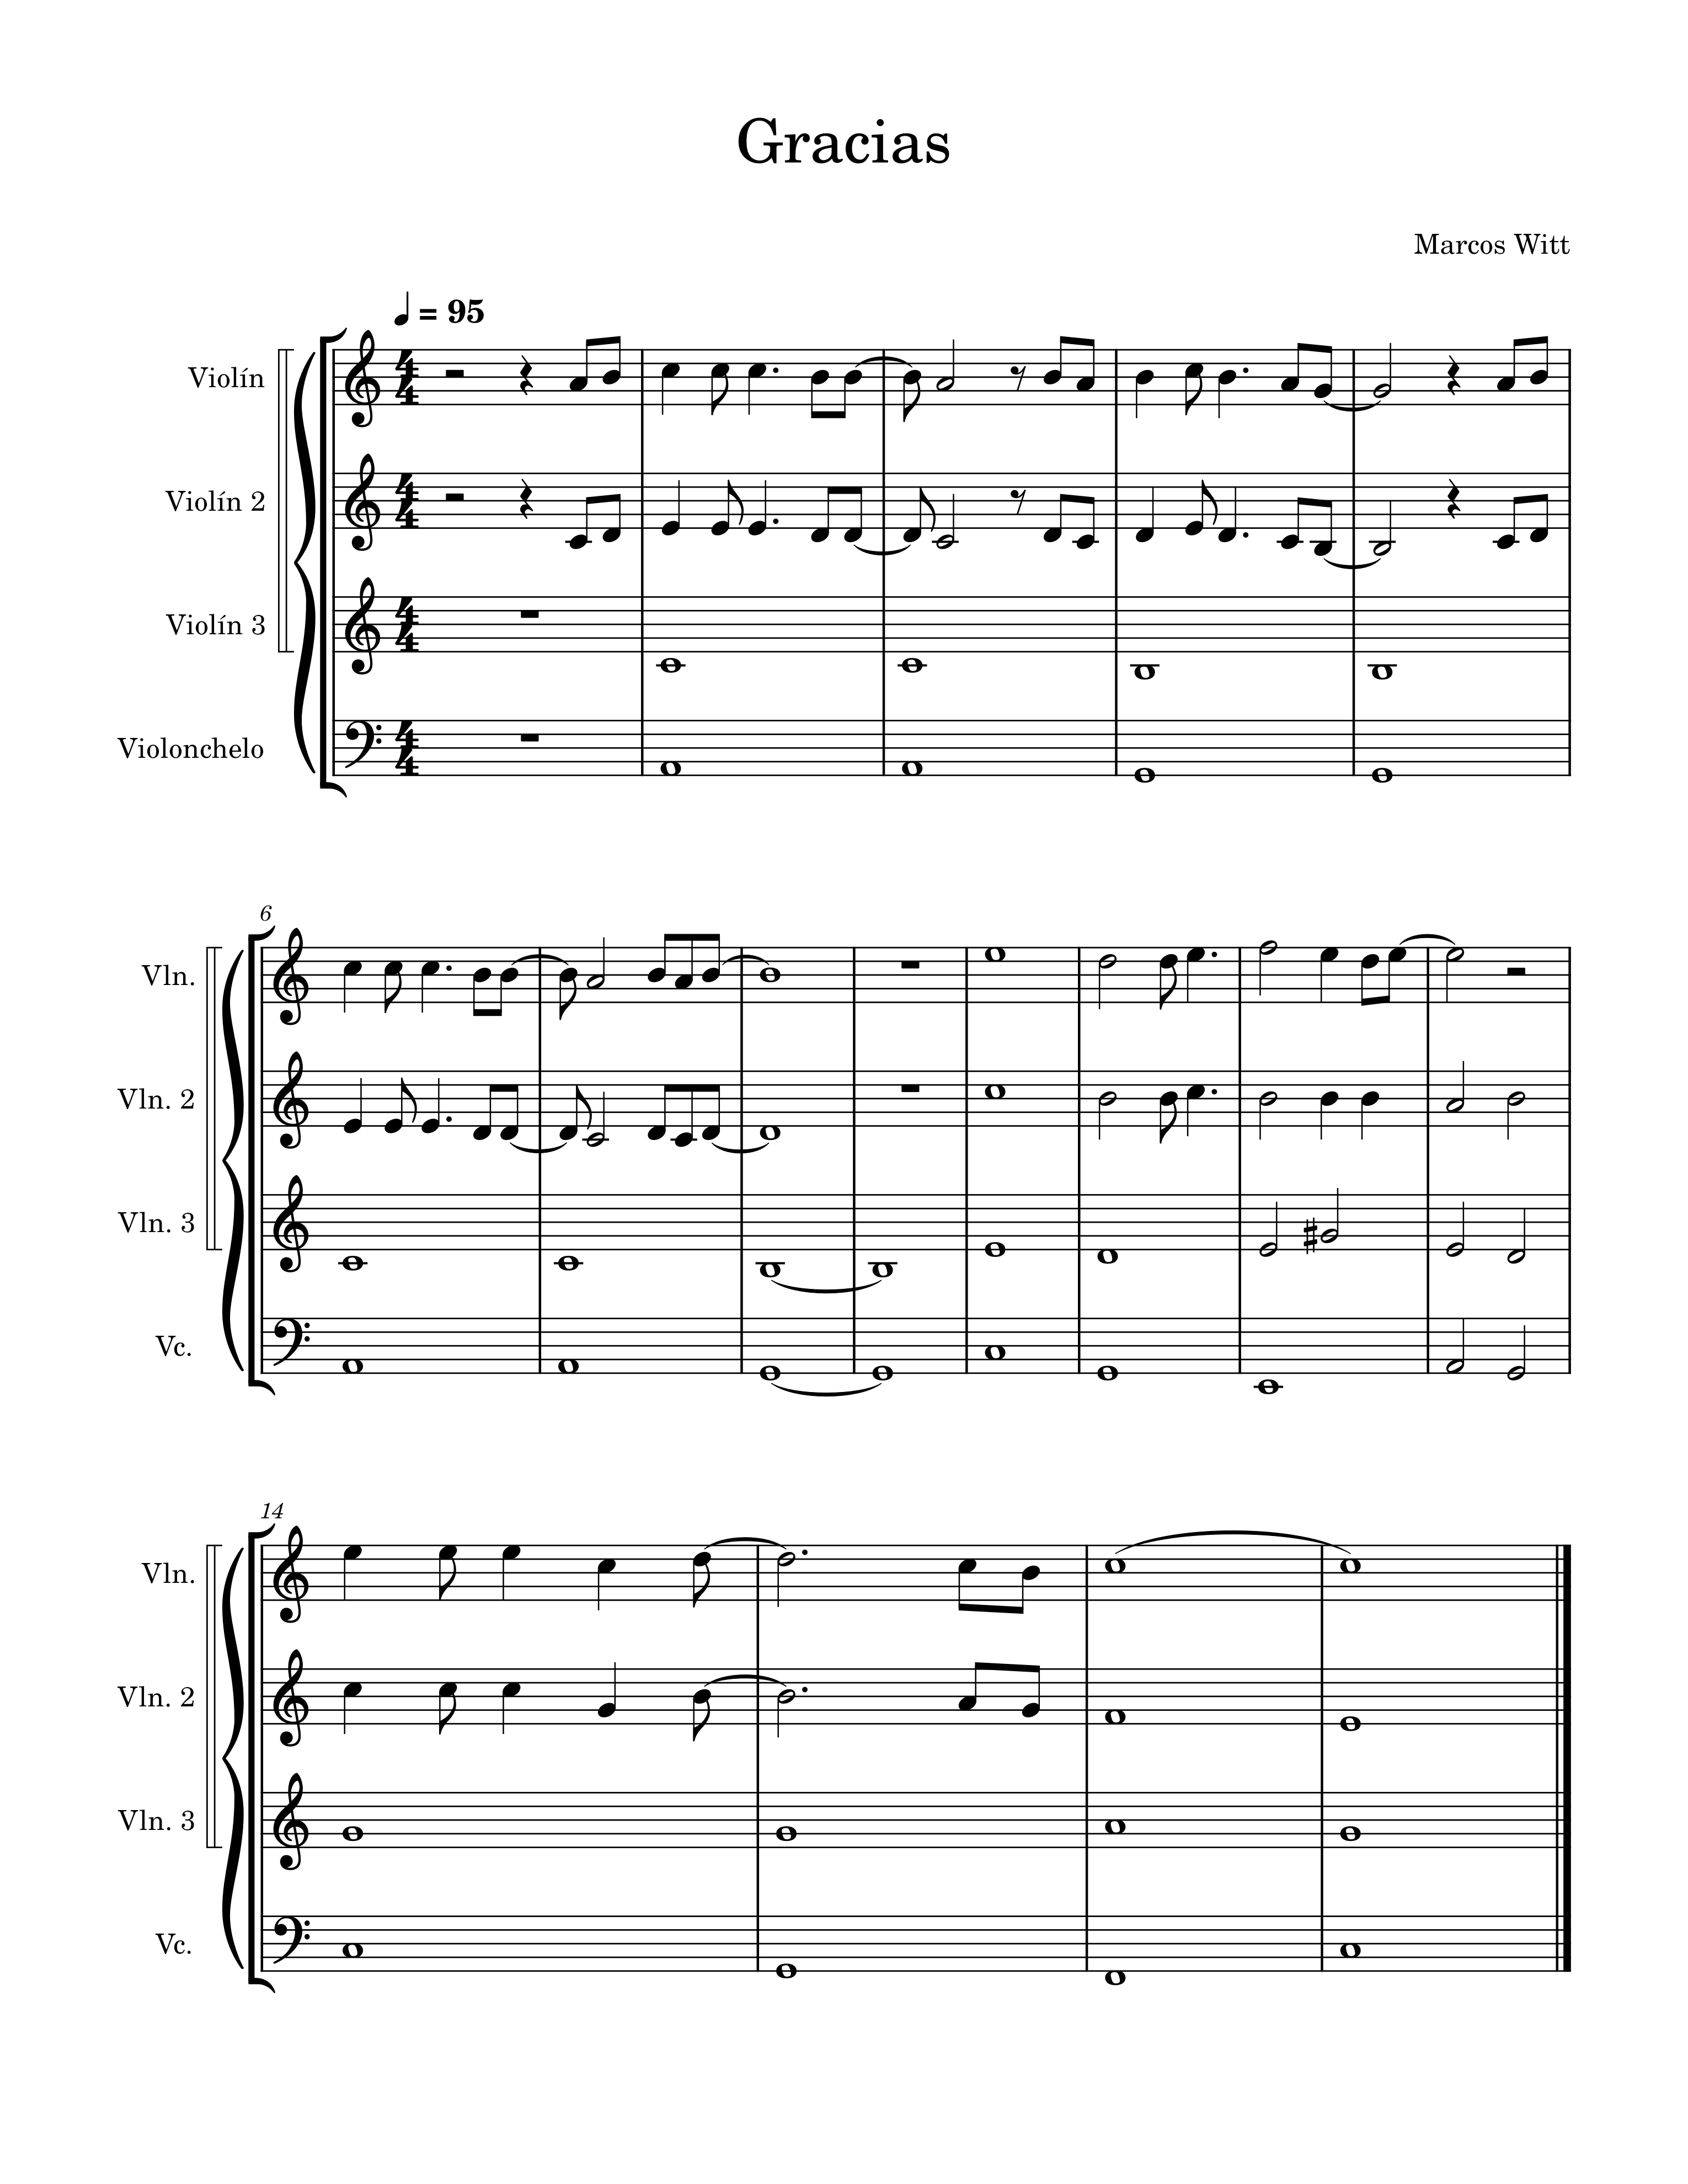 Gracias
Marcos Witt
= 95
Violín
Violín 2
Violín 3
Violonchelo
6
Vln.
Vln. 2
Vln. 3
Vc.
14
Vln.
Vln. 2
Vln. 3
Vc.